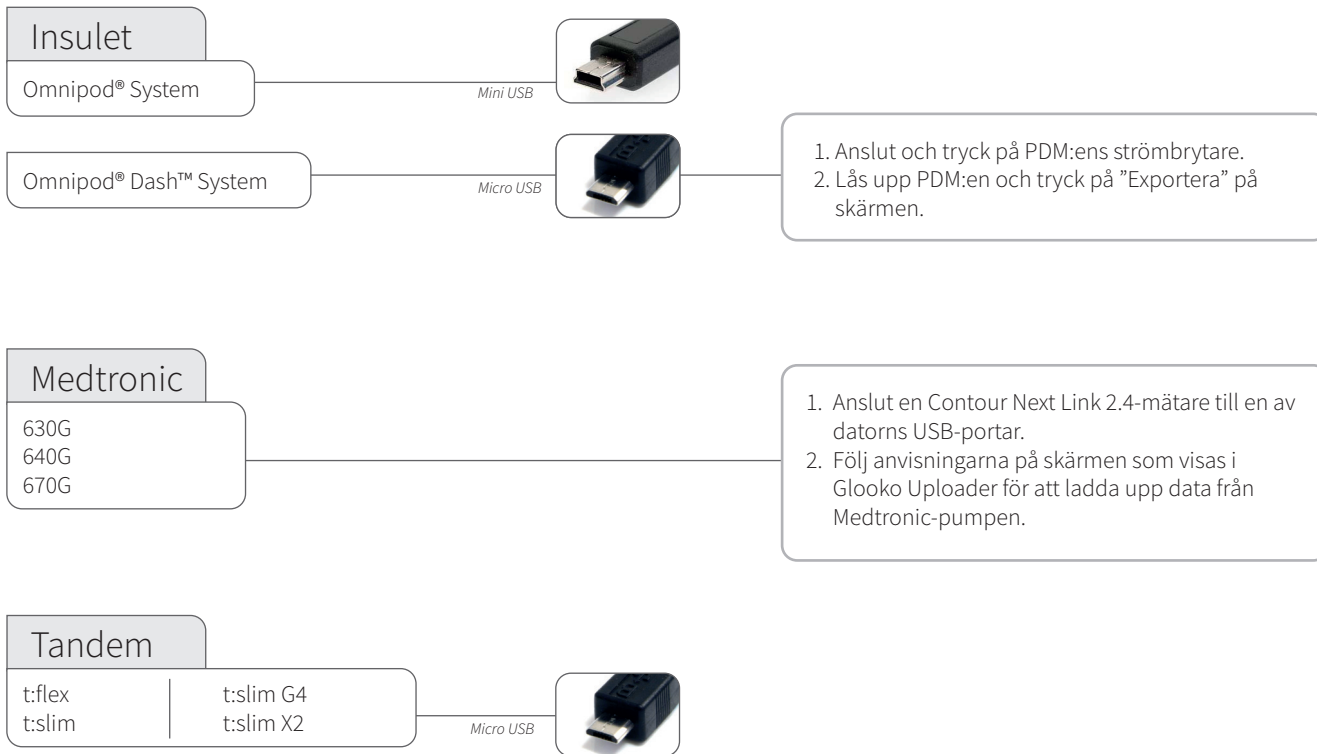 Insulet
Omnipod® System
Mini USB
Omnipod® Dash™ System
Micro USB
1. Anslut och tryck på PDM:ens strömbrytare.
2. Lås upp PDM:en och tryck på ”Exportera” på
skärmen.
Medtronic
630G
640G
670G
1. Anslut en Contour Next Link 2.4-mätare till en av
datorns USB-portar.
2. Följ anvisningarna på skärmen som visas i
Glooko Uploader för att ladda upp data från
Medtronic-pumpen.
Tandem
t:flex t:slim G4
t:slim t:slim X2
Micro USB